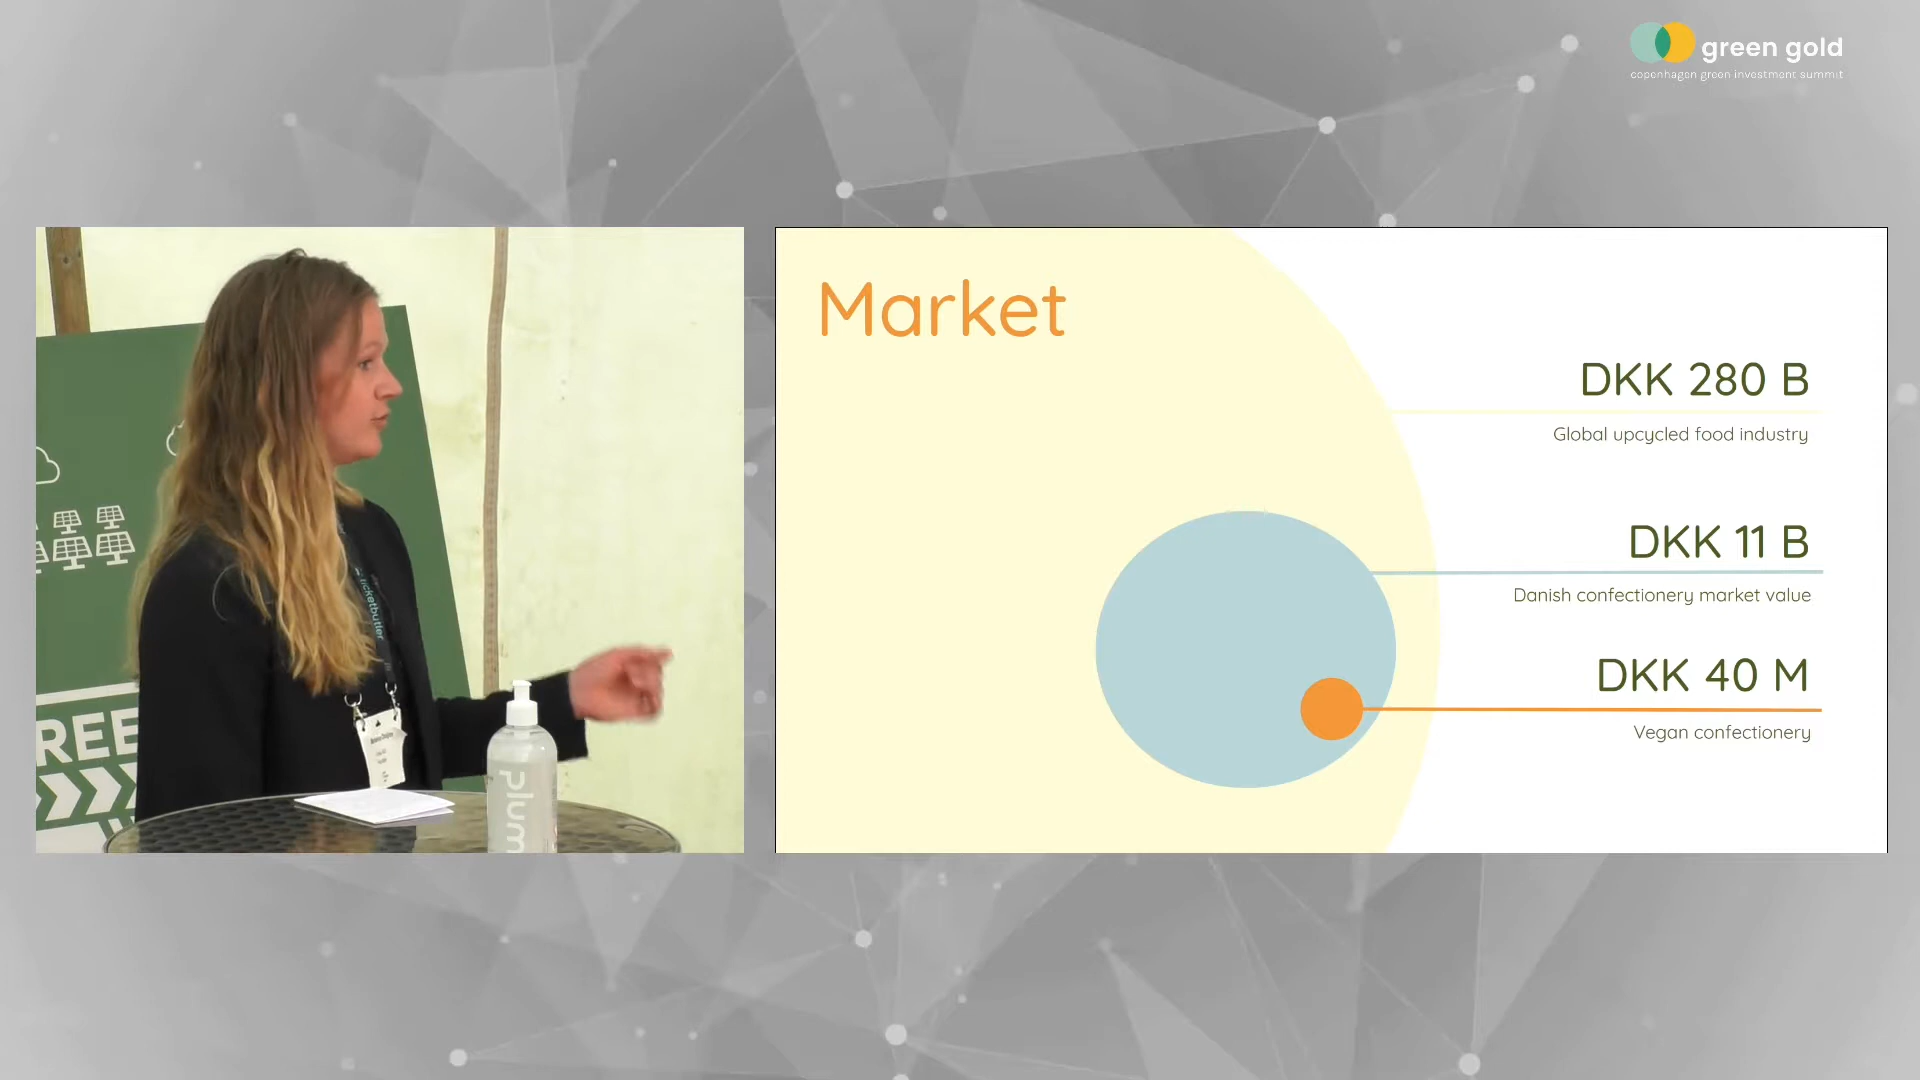 green gold
copenhagen green investment summit
Market
DKK 280 B
Global upcycled food industry
DKK 11 B
Danish confectionery market value
DKK 40 M
Vegan confectionery
ticketbutler
REE
plum